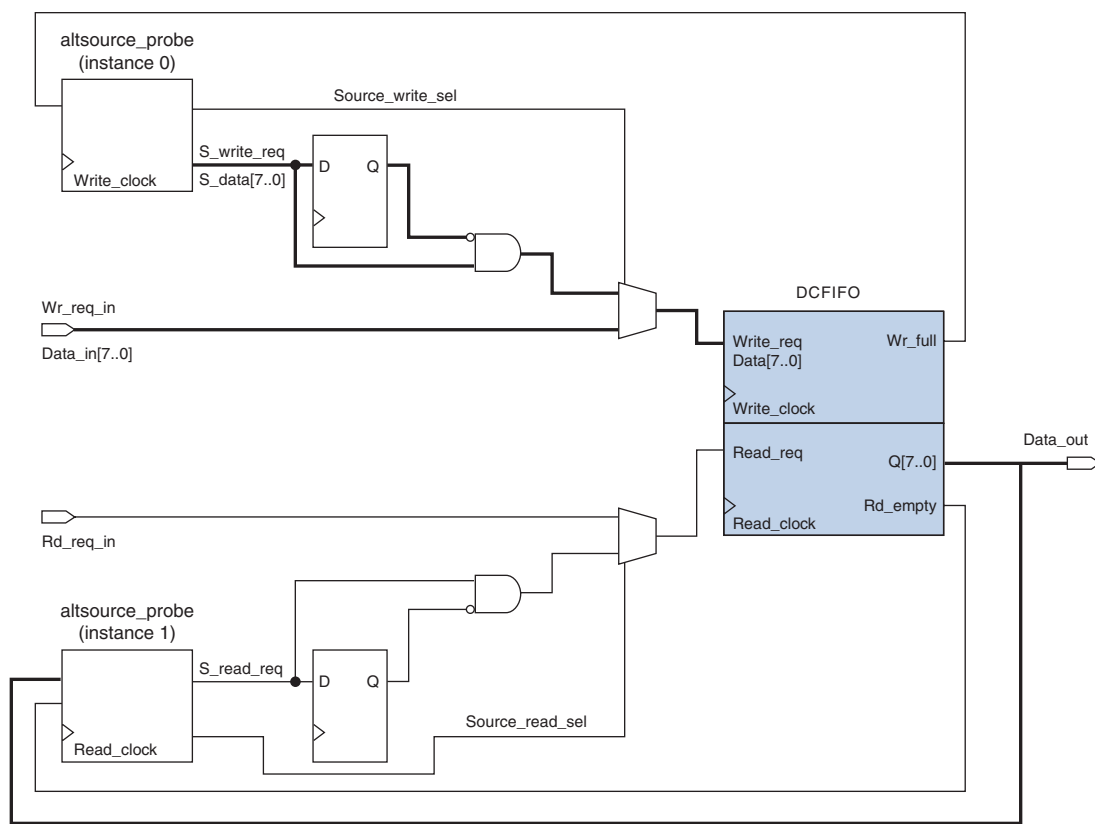 altsource_probe
(instance 0)
Source_write_sel
S_write_req
D Q
Write_clock
S_data[7..0]
Wr_req_in
Data_in[7..0]
DCFIFO
Write_req
Wr_full
Data[7..0]
Write_clock
Data_out
Read_req
Q[7..0]
Rd_empty
Read_clock
Rd_req_in
altsource_probe
(instance 1)
S_read_req
D Q
Source_read_sel
Read_clock